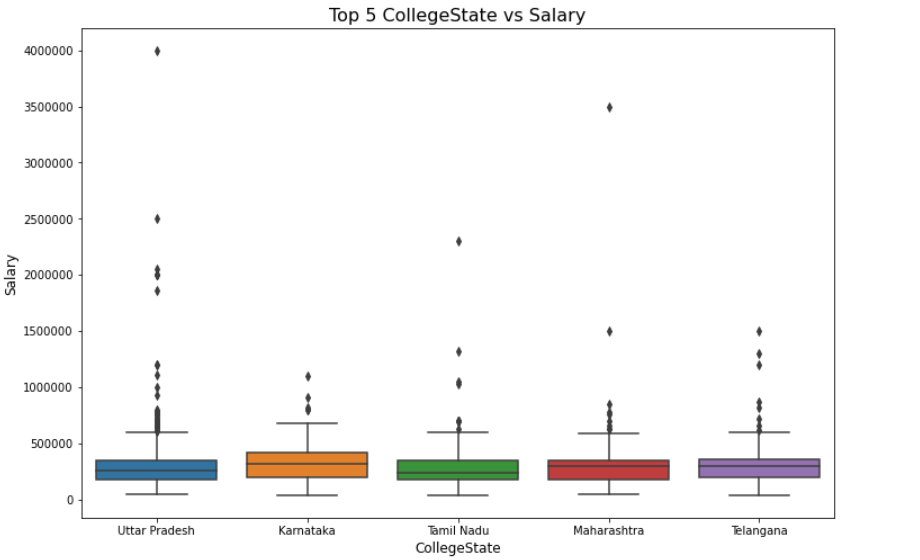 Top 5 CollegeState vs Salary
4000000
3500000
3000000
2500000
2000000
1500000
1000000
500000
0
Salary
Uttar Pradesh Karnataka Tamil Nadu Maharashtra Telangana
CollegeState